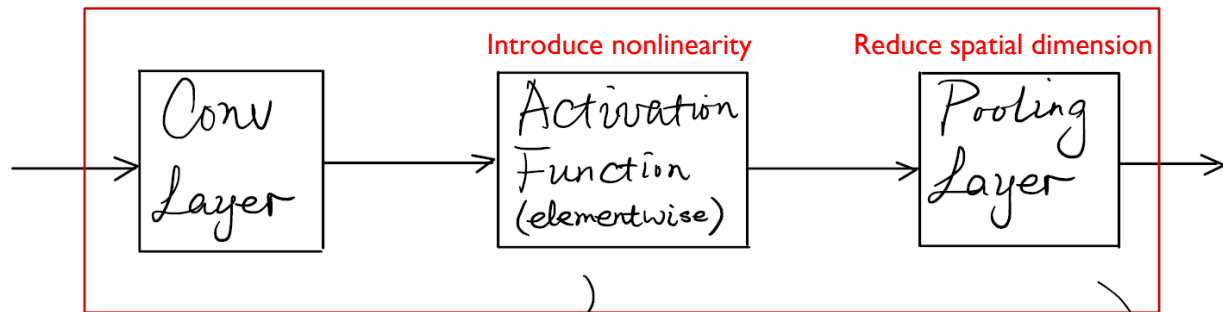 Introduce nonlinearity
Reduce spatial dimension
Conv
Layer
Activation
Function
(elementwise)
Pooling
Layer